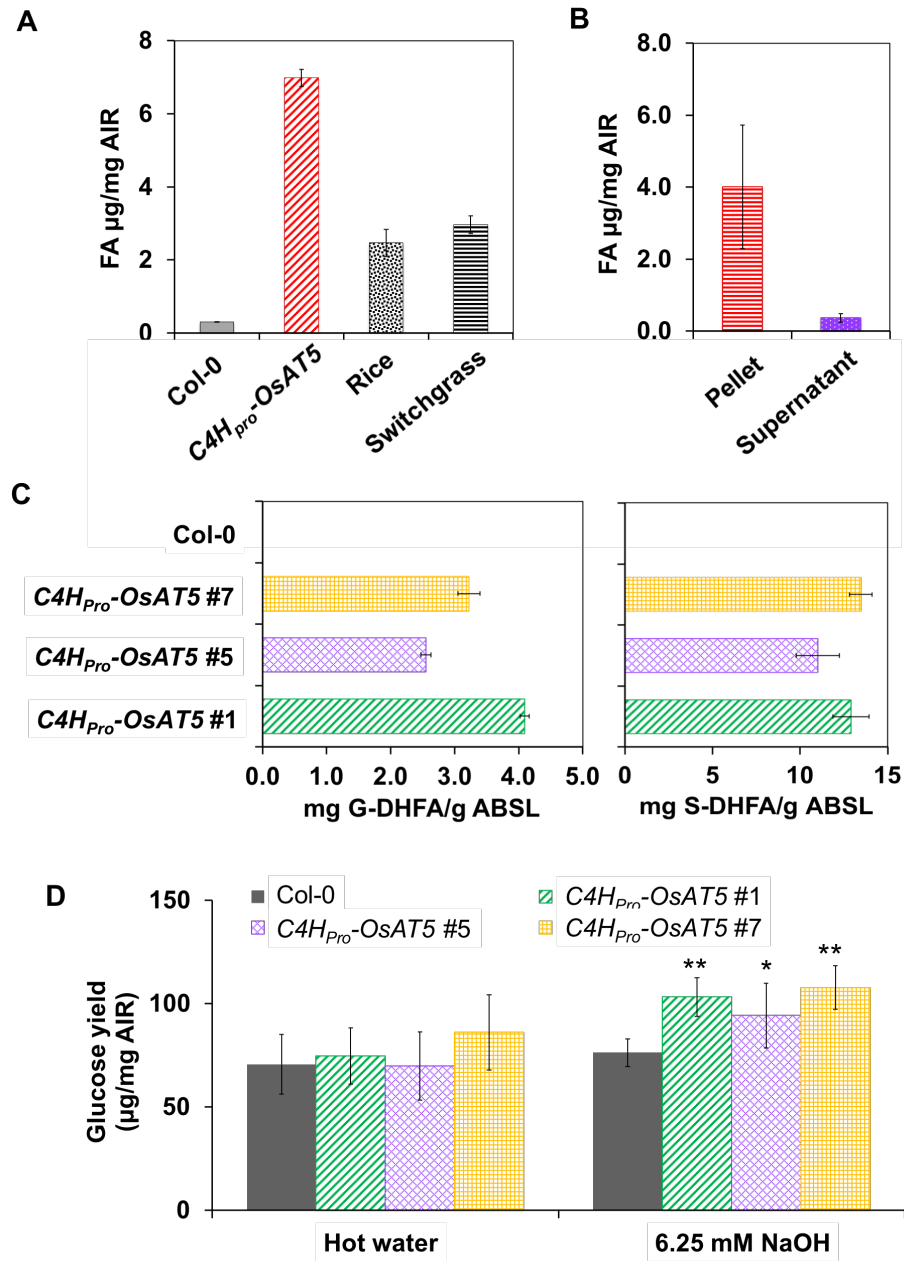 A
FA µg/mg AIR
8
6
4
2
0
Col-0
C4Hpro-OsAT5
Rice
Switchgrass
B
FA µg/mg AIR
8.0
6.0
4.0
2.0
0.0
Pellet
Supernatant
C
Col-0
C4HPro-OsAT5 #7
C4HPro-OsAT5 #5
C4HPro-OsAT5 #1
0.0 1.0 2.0 3.0 4.0 5.0
mg G-DHFA/g ABSL
0 5 10 15
mg S-DHFA/g ABSL
D
Glucose yield
(µg/mg AIR)
150
100
50
0
Col-0
C4HPro-OsAT5 #1
C4HPro-OsAT5 #5
C4HPro-OsAT5 #7
** * **
Hot water
6.25 mM NaOH